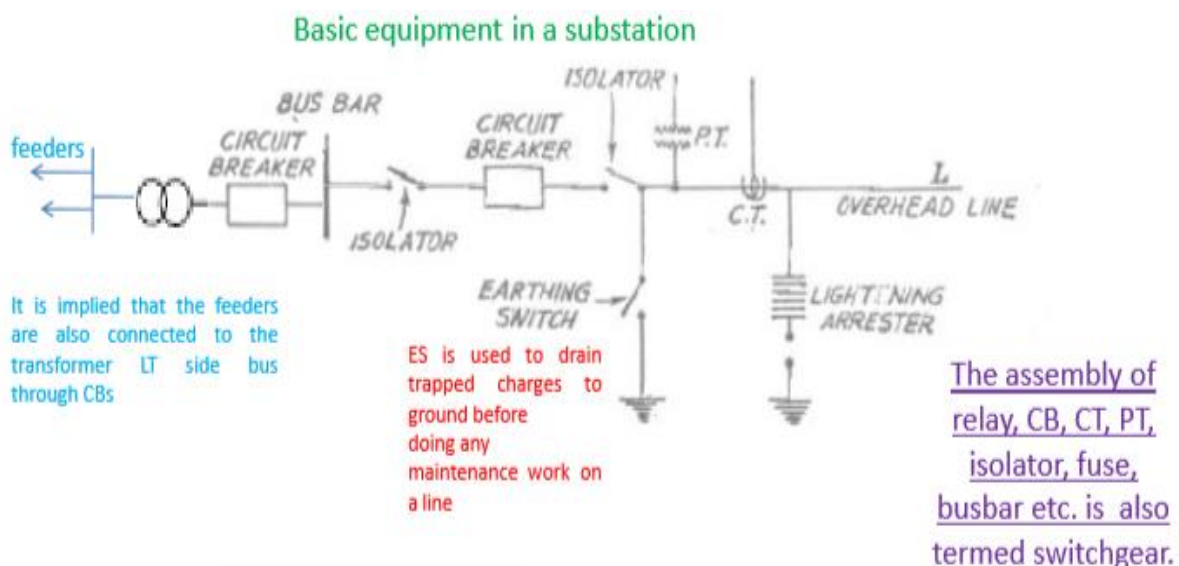 Basic equipment in a substation
ISOLATOR
BUS BAR
CIRCUIT
BREAKER
P.T.
feeders
CIRCUIT
BREAKER
L
C.T.
OVERHEAD LINE
ISOLATOR
EARTHING
SWITCH
LIGHTENING
ARRESTER
It is implied that the feeders
are also connected to the
transformer LT side bus
through CBs
ES is used to drain
trapped charges to
ground before
doing any
maintenance work on
a line
The assembly of
relay, CB, CT, PT,
isolator, fuse,
busbar etc. is also
termed switchgear.